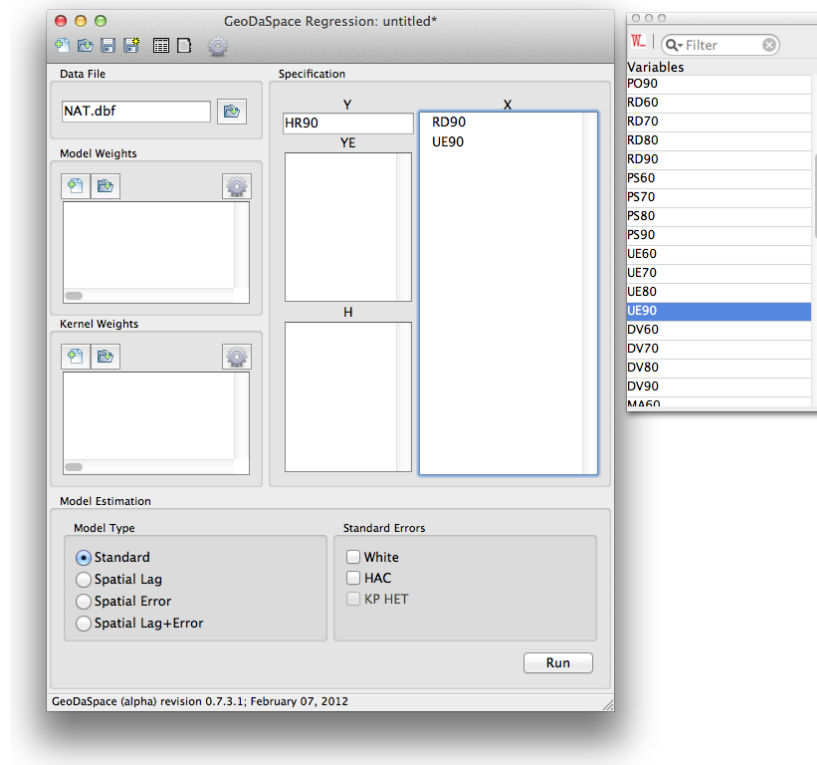 GeoDaSpace Regression: untitled*
Data File
NAT.dbf
Model Weights
Kernel Weights
Specification
Y
HR90
YE
H
X
RD90
UE90
Model Estimation
Model Type
Standard
Spatial Lag
Spatial Error
Spatial Lag+Error
Standard Errors
White
HAC
KP HET
Run
GeoDaSpace (alpha) revision 0.7.3.1; February 07, 2012
W
Filter
Variables
PO90
RD60
RD70
RD80
RD90
PS60
PS70
PS80
PS90
UE60
UE70
UE80
UE90
DV60
DV70
DV80
DV90
MA60